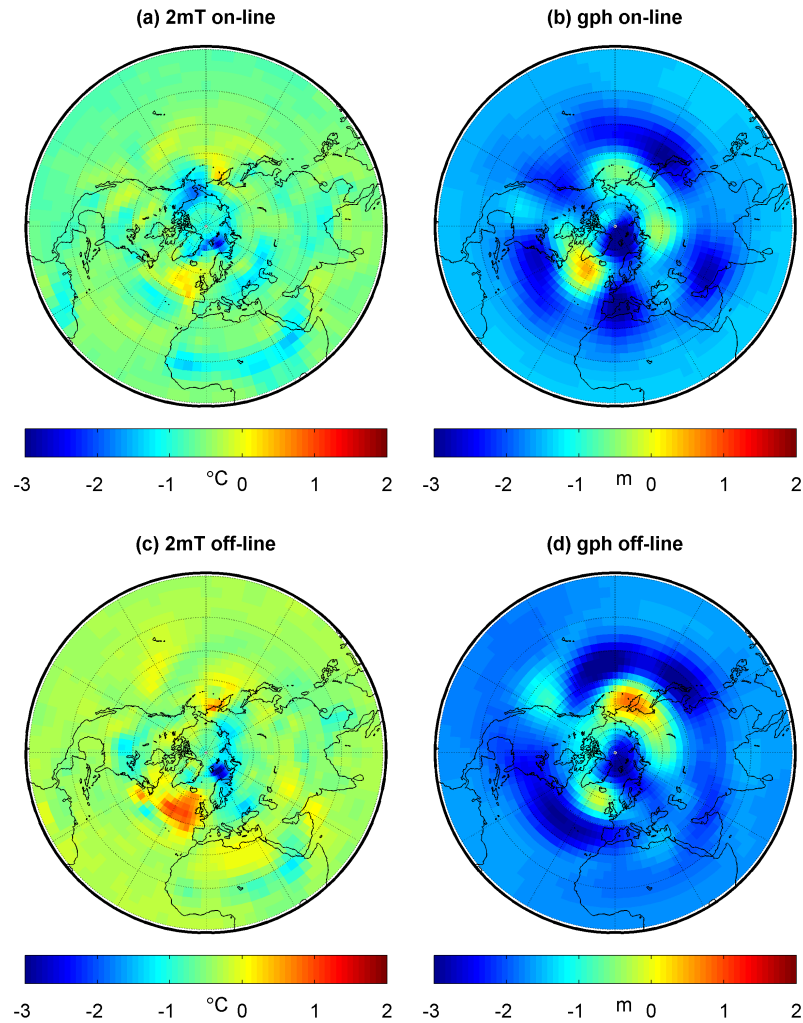 (a) 2mT on-line
(b) gph on-line
-3 -2 -1 0 1 2
°C
-3 -2 -1 0 1 2
m
(c) 2mT off-line
(d) gph off-line
-3 -2 -1 0 1 2
°C
-3 -2 -1 0 1 2
m